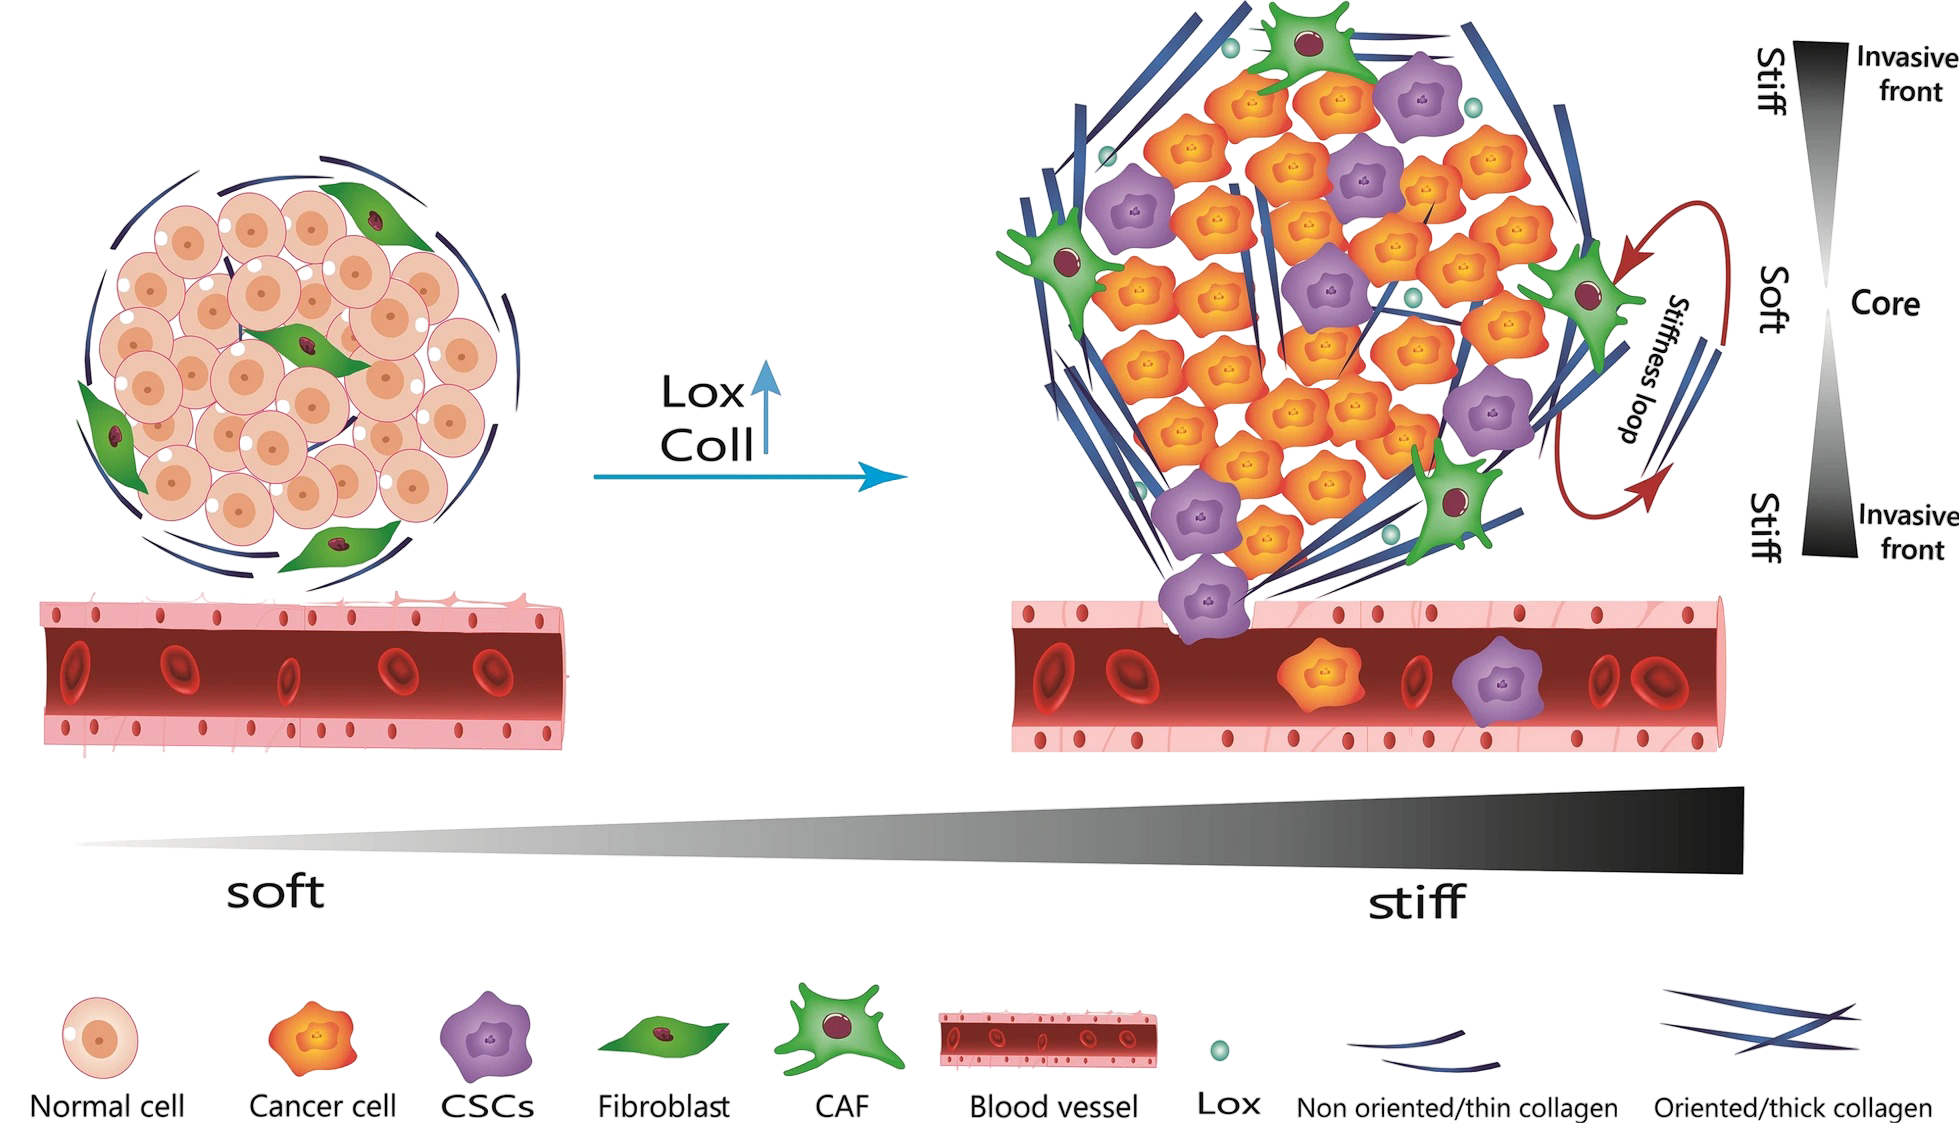 Stiff
Invasive
front
Lox
Coll
Stiffness loop
Soft
Core
Stiff
Invasive
front
soft
stiff
Normal cell
Cancer cell
CSCs
Fibroblast
CAF
Blood vessel
Lox
Non oriented/thin collagen
Oriented/thick collagen